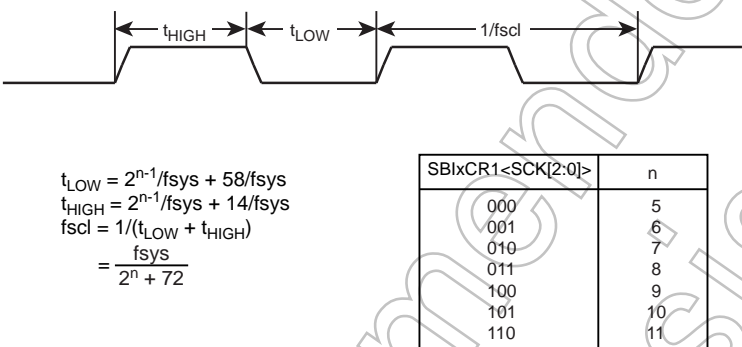 tHIGH tLOW 1/fscl
tLOW = 2n-1/fsys + 58/fsys
tHIGH = 2n-1/fsys + 14/fsys
fscl = 1/(tLOW + tHIGH)
= fsys
2n + 72
SBIxCR1<SCK[2:0]> n
000 5
001 6
010 7
011 8
100 9
101 10
110 11